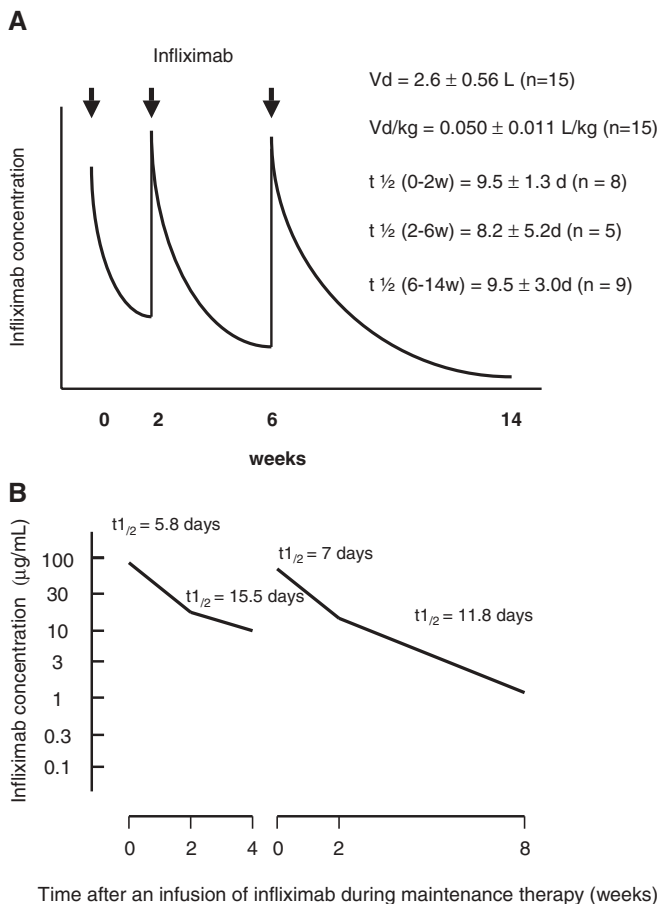 A
Infliximab
Infliximab concentration
Vd = 2.6 ± 0.56 L (n=15)
Vd/kg = 0.050 ± 0.011 L/kg (n=15)
t ½ (0-2w) = 9.5 ± 1.3 d (n = 8)
t ½ (2-6w) = 8.2 ± 5.2d (n = 5)
t ½ (6-14w) = 9.5 ± 3.0d (n = 9)
0 2 6 14
weeks
B
Infliximab concentration (μg/mL)
100
30
10
3
1
0.3
0.1
t1/2 = 5.8 days
t1/2 = 15.5 days
t1/2 = 7 days
t1/2 = 11.8 days
0 2 4 0 2 8
Time after an infusion of infliximab during maintenance therapy (weeks)